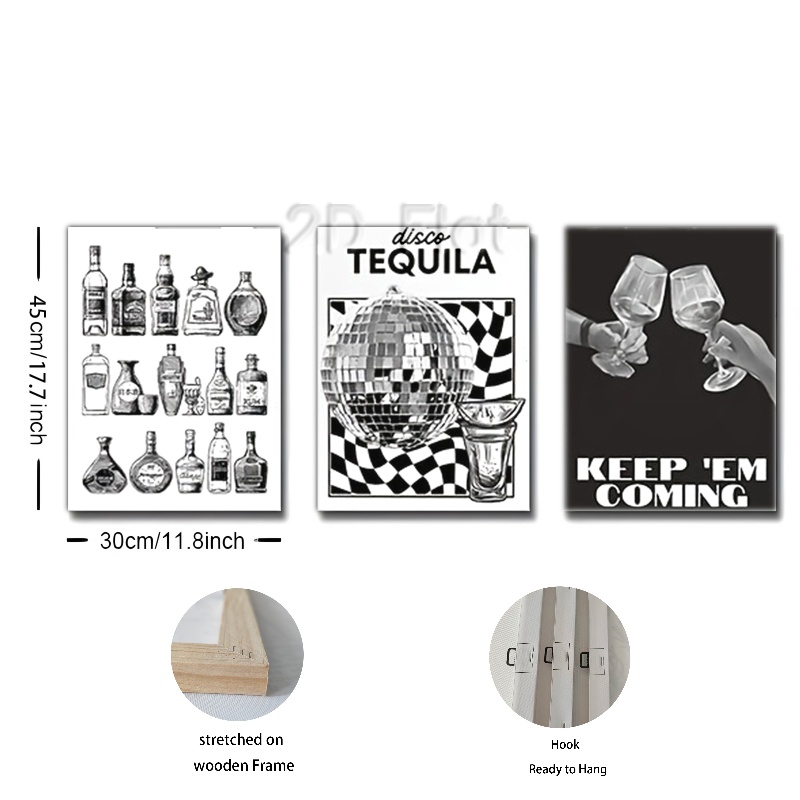 2D_Flat
disco
TEQUILA
KEEP 'EM
COMING
45cm/17.7inch
30cm/11.8inch
stretched on
wooden Frame
Hook
Ready to Hang